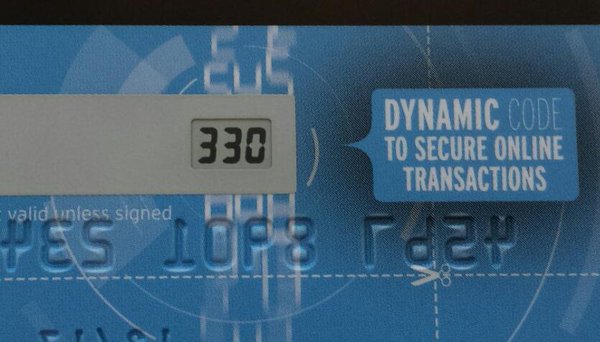 DYNAMIC CODE
330
TO SECURE ONLINE
TRANSACTIONS
valid unless signed